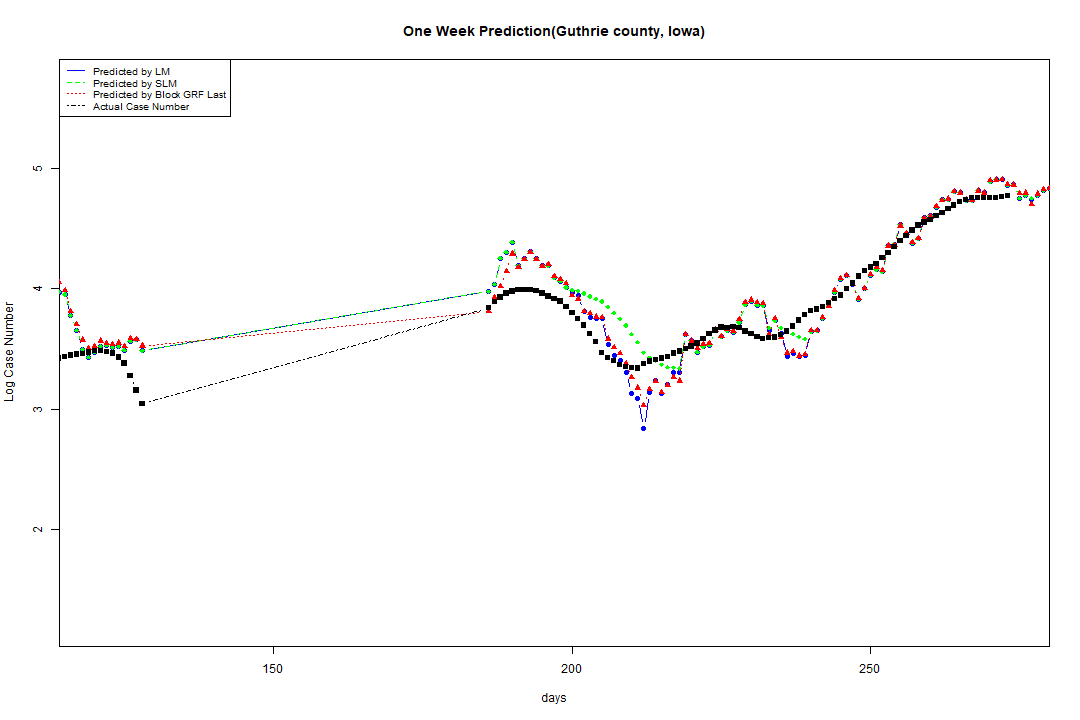 One Week Prediction(Guthrie county, Iowa)
Predicted by LM
Predicted by SLM
Predicted by Block GRF Last
Actual Case Number
5
4
3
2
Log Case Number
150
200
250
days